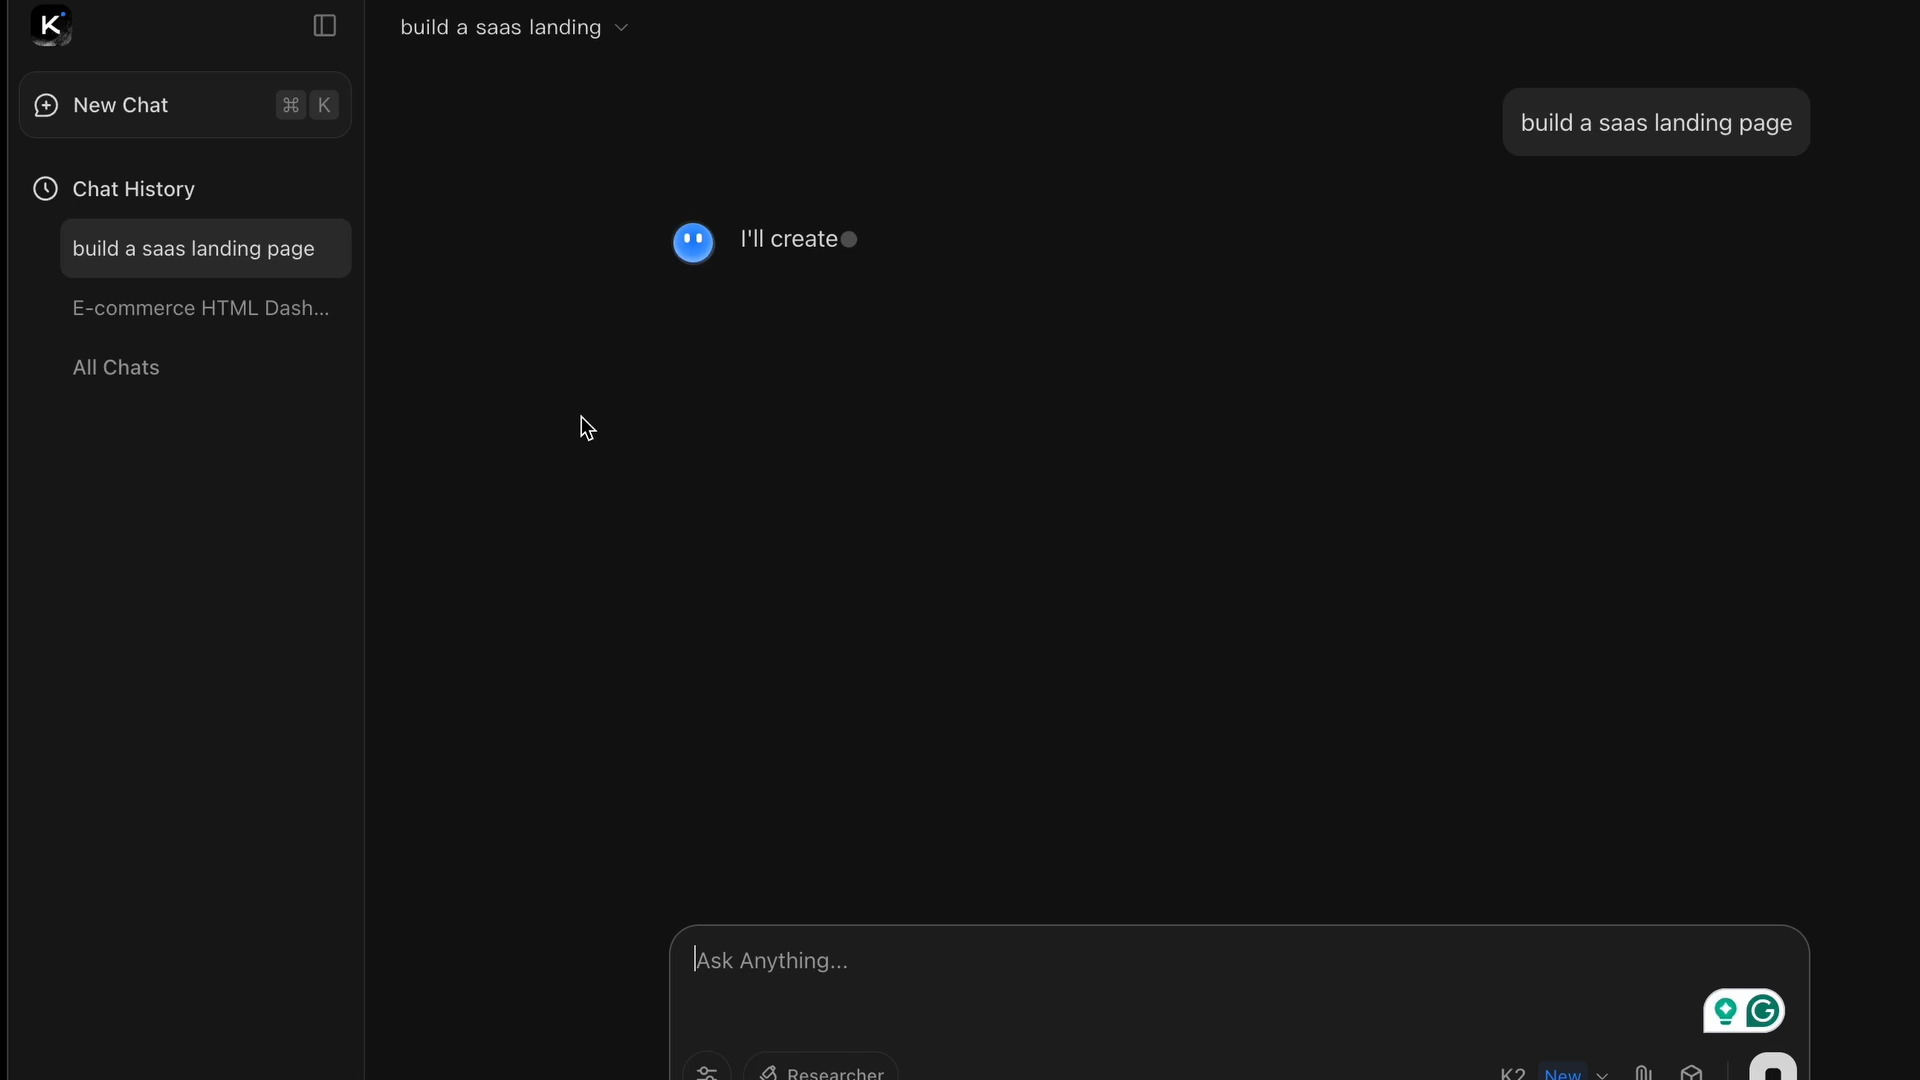 K
build a saas landing
New Chat ⌘ K
build a saas landing page
Chat History
build a saas landing page
I'll create
E-commerce HTML Dash...
All Chats
Ask Anything...
G
Researcher
K2 New